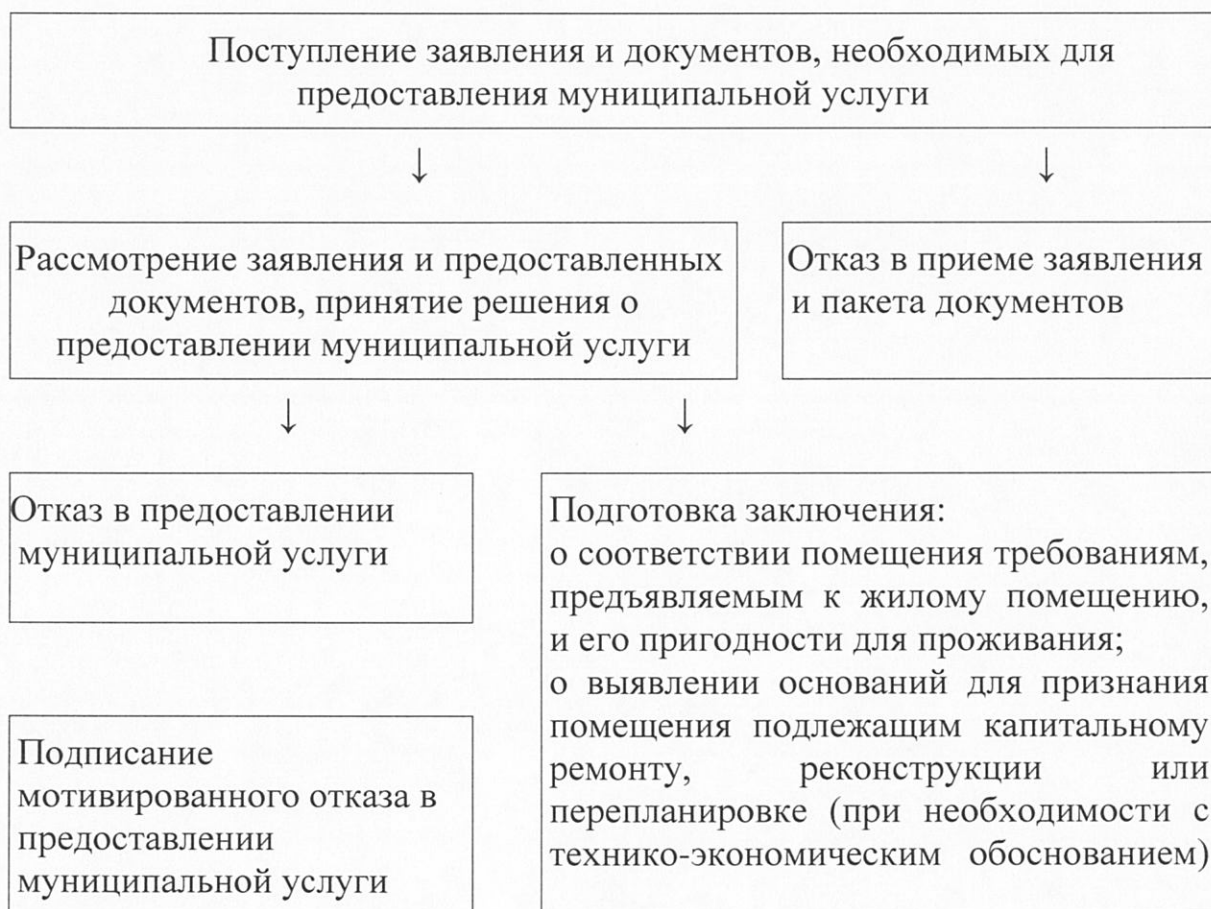 Поступление заявления и документов, необходимых для
предоставления муниципальной услуги
↓ ↓
Рассмотрение заявления и предоставленных
документов, принятие решения о
предоставлении муниципальной услуги
Отказ в приеме заявления
и пакета документов
↓ ↓
Отказ в предоставлении
муниципальной услуги
Подписание
мотивированного отказа в
предоставлении
муниципальной услуги
Подготовка заключения:
о соответствии помещения требованиям,
предъявляемым к жилому помещению,
и его пригодности для проживания;
о выявлении оснований для признания
помещения подлежащим капитальному
ремонту, реконструкции или
перепланировке (при необходимости с
технико-экономическим обоснованием)